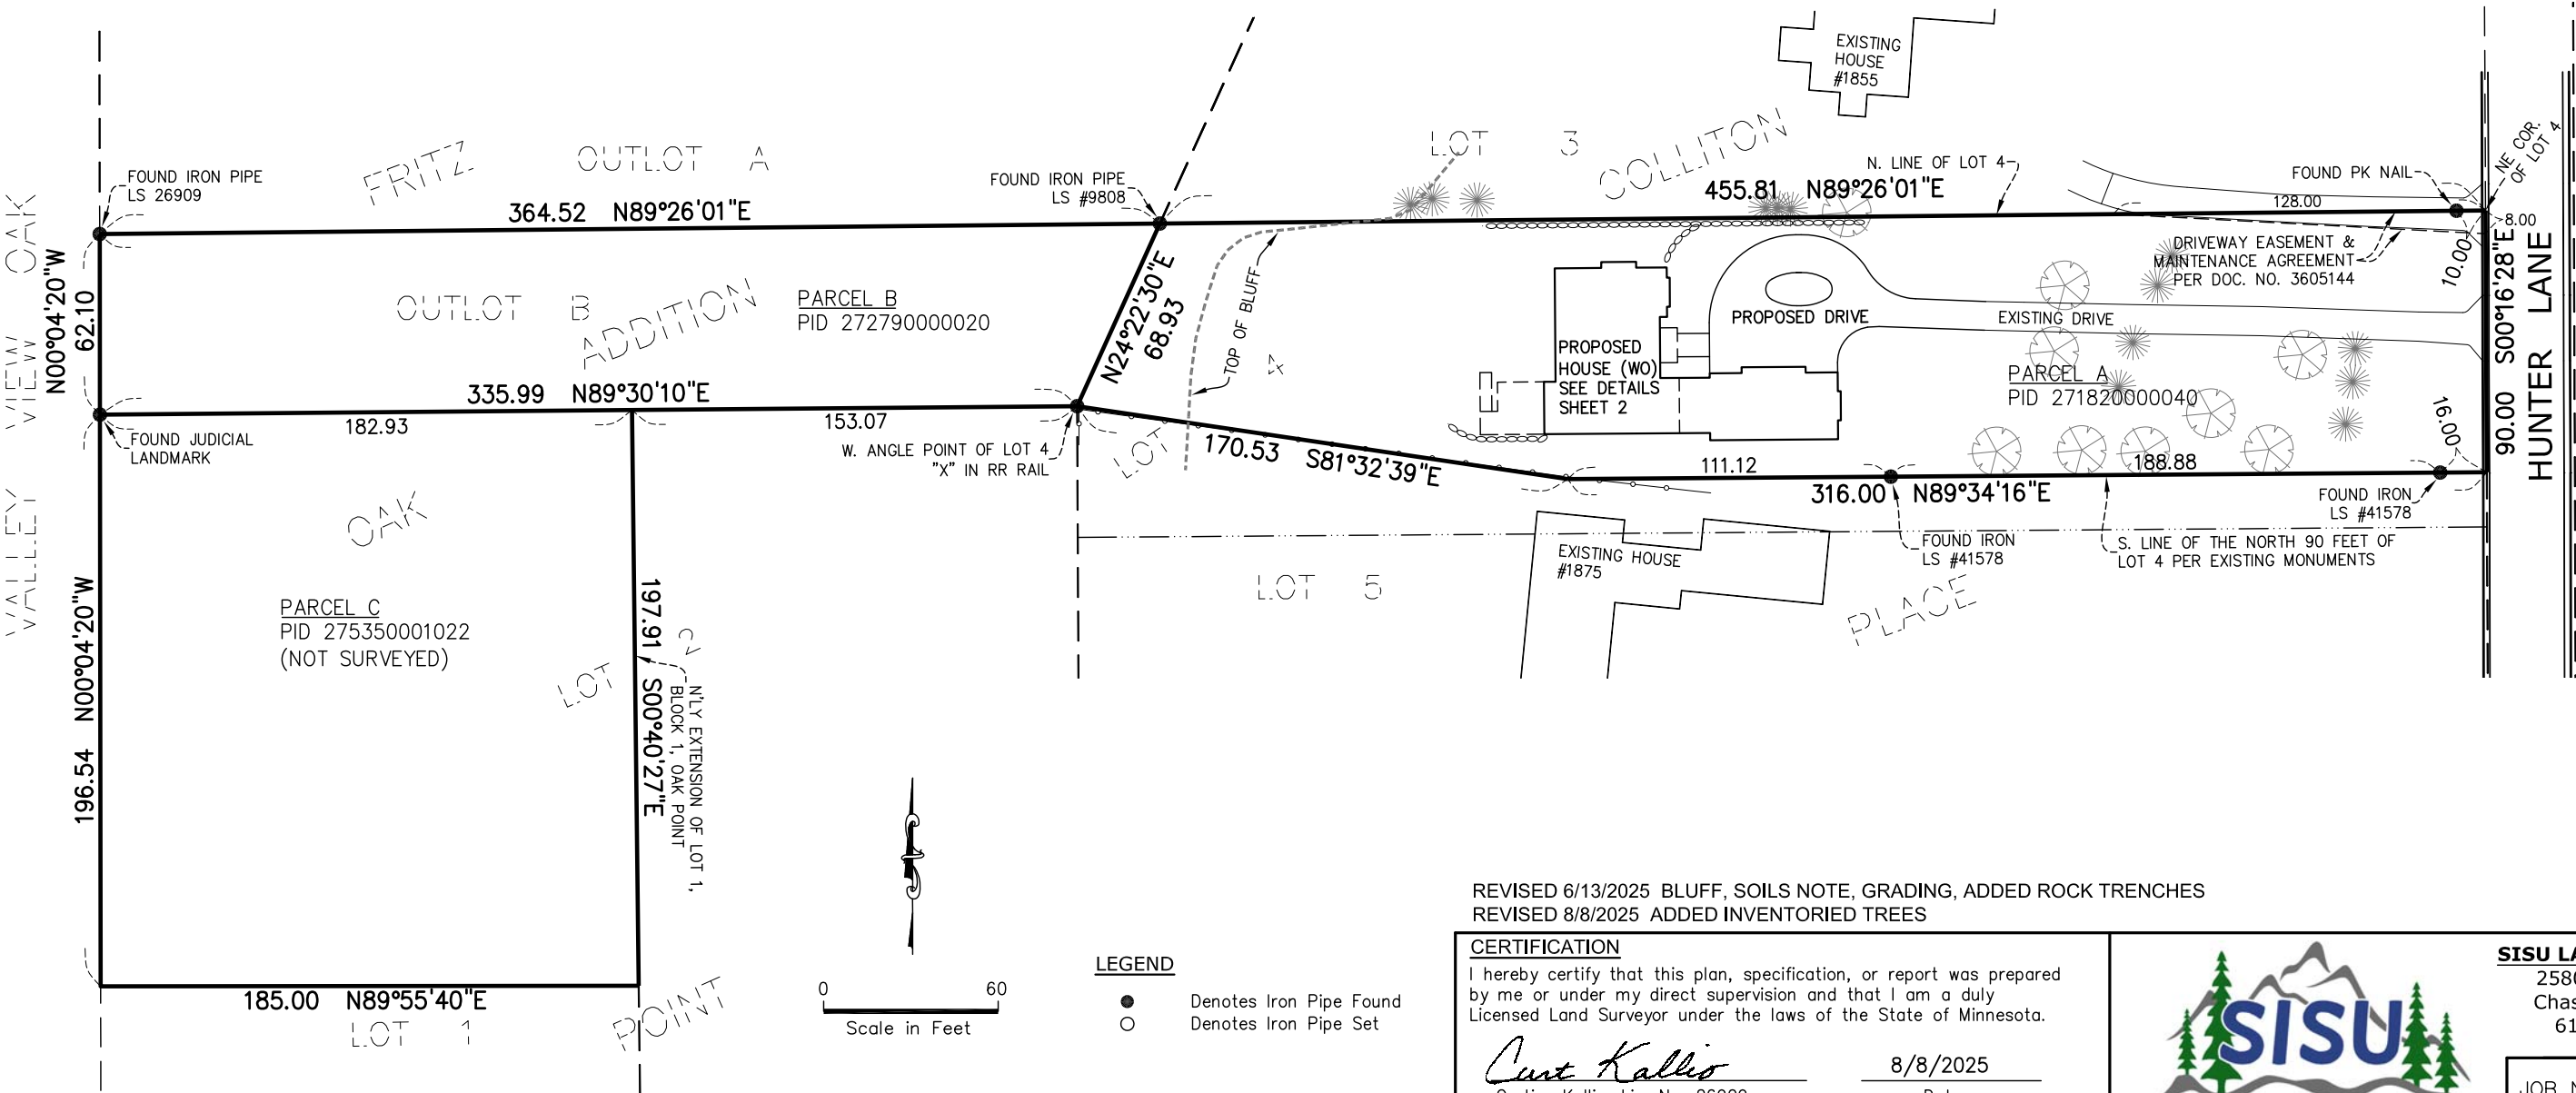 EXISTING
HOUSE
#1855
FRITZ
OUTLOT A
LOT 3
COLLITON
NE COR.
OF LOT 4
FOUND IRON PIPE
LS 26909
FOUND IRON PIPE
LS #9808
N. LINE OF LOT 4
FOUND PK NAIL
364.52 N89°26'01"E
455.81 N89°26'01"E
128.00
8.00
VALLEY VIEW OAK
VALLEY VIEW
N00°04'20"W
62.10
OUTLOT B
ADDITION
PARCEL B
PID 272790000020
N24°22'30"E
68.93
TOP OF BLUFF
4
DRIVEWAY EASEMENT &
MAINTENANCE AGREEMENT
PER DOC. NO. 3605144
10.00
S00°16'28"E
90.00
HUNTER LANE
PROPOSED DRIVE
EXISTING DRIVE
PROPOSED
HOUSE (WO)
SEE DETAILS
SHEET 2
PARCEL A
PID 271820000040
16.00
335.99 N89°30'10"E
182.93
153.07
FOUND JUDICIAL
LANDMARK
W. ANGLE POINT OF LOT 4
"X" IN RR RAIL
LOT
170.53 S81°32'39"E
111.12
188.88
316.00 N89°34'16"E
FOUND IRON
LS #41578
FOUND IRON
LS #41578
S. LINE OF THE NORTH 90 FEET OF
LOT 4 PER EXISTING MONUMENTS
EXISTING HOUSE
#1875
LOT 5
PLACE
OAK
196.54 N00°04'20"W
PARCEL C
PID 275350001022
(NOT SURVEYED)
LOT 2
197.91 S00°40'27"E
N'LY EXTENSION OF LOT 1,
BLOCK 1, OAK POINT
185.00 N89°55'40"E
LOT 1
POINT
0 60
Scale in Feet
LEGEND
Denotes Iron Pipe Found
Denotes Iron Pipe Set
REVISED 6/13/2025 BLUFF, SOILS NOTE, GRADING, ADDED ROCK TRENCHES
REVISED 8/8/2025 ADDED INVENTORIED TREES
CERTIFICATION
I hereby certify that this plan, specification, or report was prepared
by me or under my direct supervision and that I am a duly
Licensed Land Surveyor under the laws of the State of Minnesota.
Curt Kallio
8/8/2025
SISU
SISU LA
2580
Chas
61